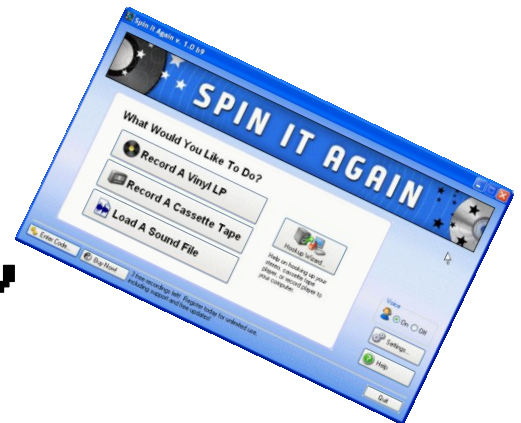 Spin It Again v. 1.0 b9
SPIN IT AGAIN
What Would You Like To Do?
Record A Vinyl LP
Record A Cassette Tape
Load A Sound File
Hookup Wizard
Help on hooking up your
stereo, cassette tape
player, or record player to
your computer.
Enter Code
Buy Now!
3 free recordings left! Register today for unlimited use,
including support and free updates!
Voice
On Off
Settings...
Help
Quit